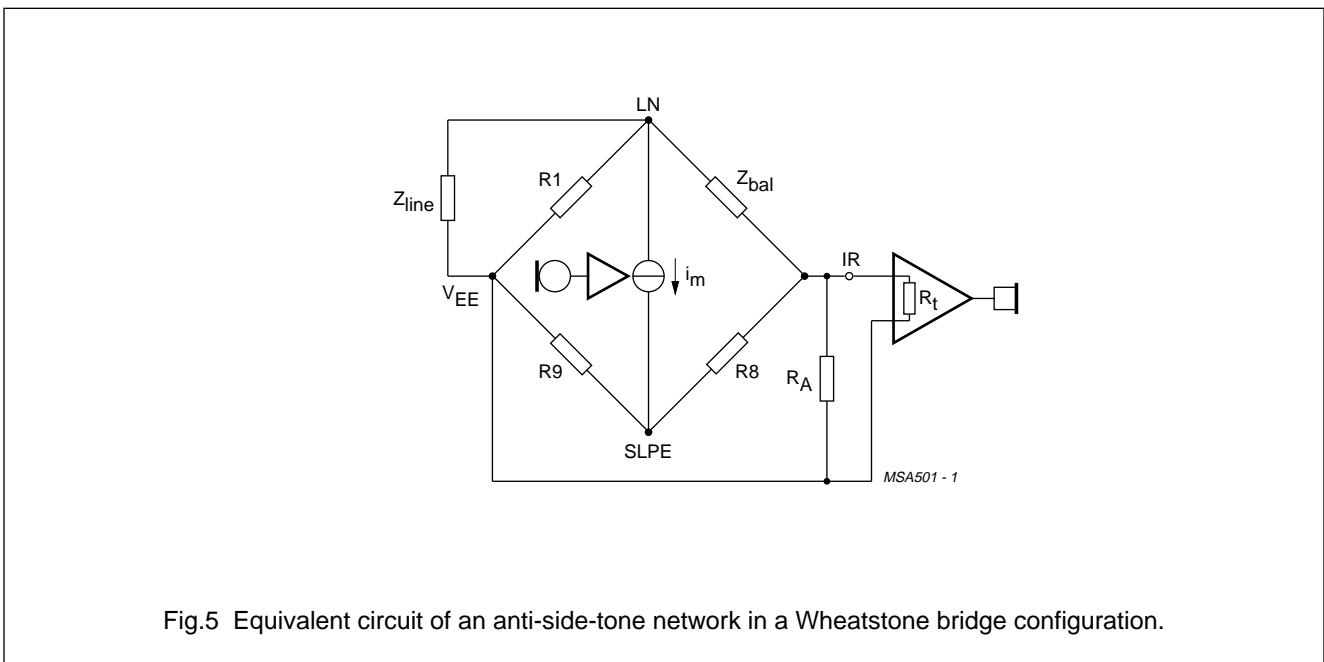 LN
R1
Zbal
Zline
IR
im
VEE
Rt
R9
R8
RA
SLPE
MSA501 - 1
Fig.5 Equivalent circuit of an anti-side-tone network in a Wheatstone bridge configuration.